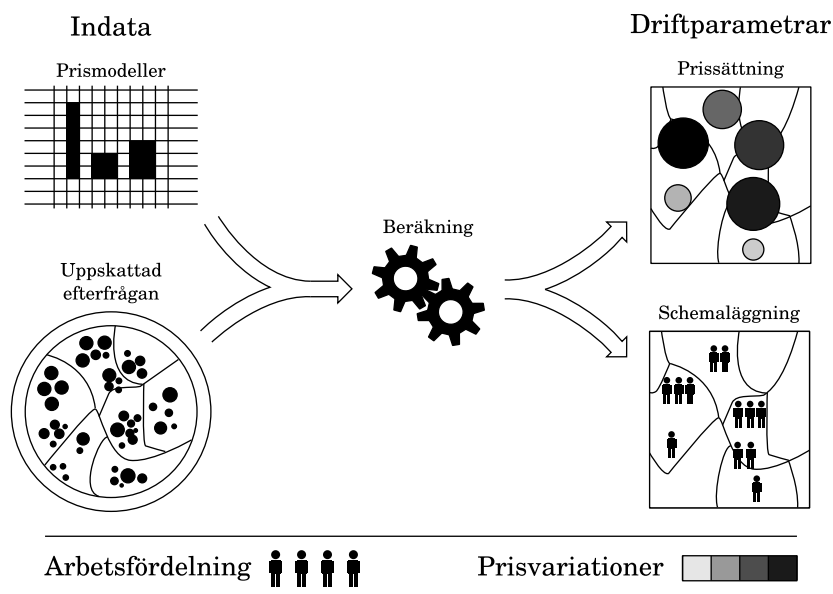 Indata
Driftparametrar
Prismodeller
Prissättning
Beräkning
Uppskattad
efterfrågan
Schemaläggning
Arbetsfördelning
Prisvariationer